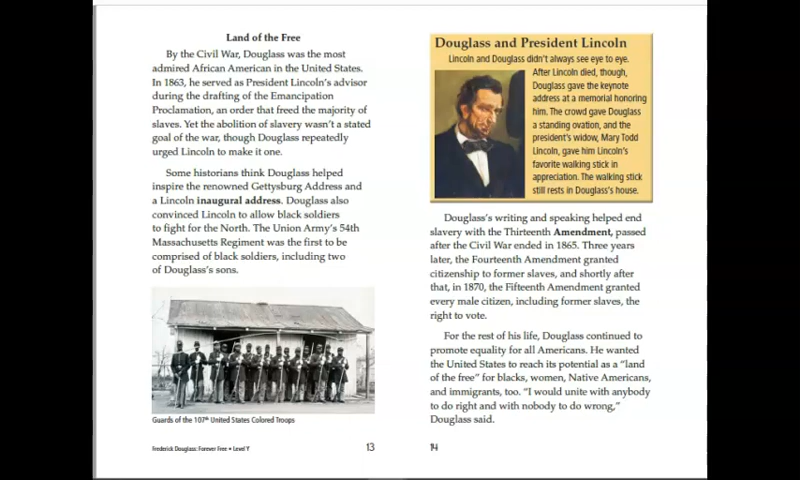 Land of the Free
By the Civil War, Douglass was the most
admired African American in the United States.
In 1863, he served as President Lincoln's advisor
during the drafting of the Emancipation
Proclamation, an order that freed the majority of
slaves. Yet the abolition of slavery wasn't a stated
goal of the war, though Douglass repeatedly
urged Lincoln to make it one.
Some historians think Douglass helped
inspire the renowned Gettysburg Address and
a Lincoln inaugural address. Douglass also
convinced Lincoln to allow black soldiers
to fight for the North. The Union Army's 54th
Massachusetts Regiment was the first to be
comprised of black soldiers, including two
of Douglass's sons.
Guards of the 107th United States Colored Troops
Frederick Douglass: Forever Free • Level Y
13
Douglass and President Lincoln
Lincoln and Douglass didn't always see eye to eye.
After Lincoln died, though,
Douglass gave the keynote
address at a memorial honoring
him. The crowd gave Douglass
a standing ovation, and the
president's widow, Mary Todd
Lincoln, gave him Lincoln's
favorite walking stick in
appreciation. The walking stick
still rests in Douglass's house.
Douglass's writing and speaking helped end
slavery with the Thirteenth Amendment, passed
after the Civil War ended in 1865. Three years
later, the Fourteenth Amendment granted
citizenship to former slaves, and shortly after
that, in 1870, the Fifteenth Amendment granted
every male citizen, including former slaves, the
right to vote.
For the rest of his life, Douglass continued to
promote equality for all Americans. He wanted
the United States to reach its potential as a "land
of the free" for blacks, women, Native Americans,
and immigrants, too. "I would unite with anybody
to do right and with nobody to do wrong,"
Douglass said.
14